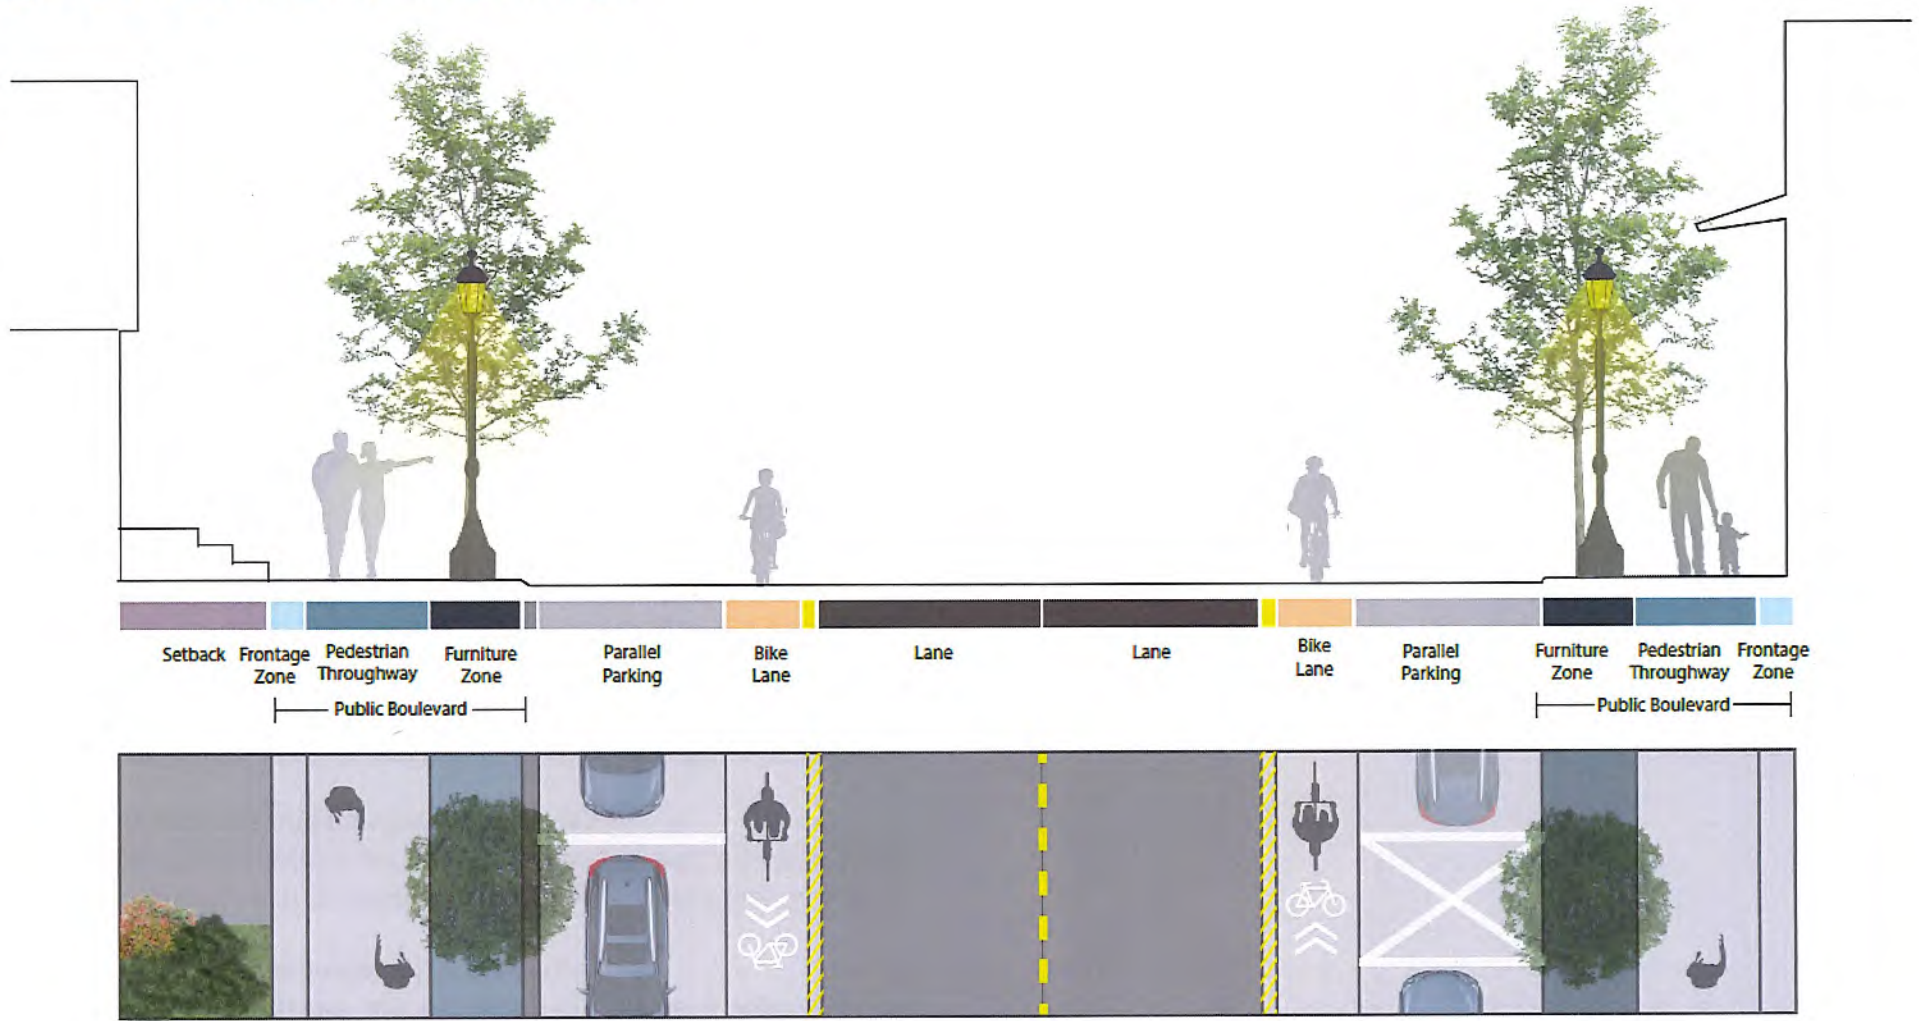 Setback
Frontage
Zone
Pedestrian
Throughway
Furniture
Zone
Parallel
Parking
Bike
Lane
Lane
Lane
Bike
Lane
Parallel
Parking
Furniture
Zone
Pedestrian
Throughway
Frontage
Zone
Public Boulevard
Public Boulevard